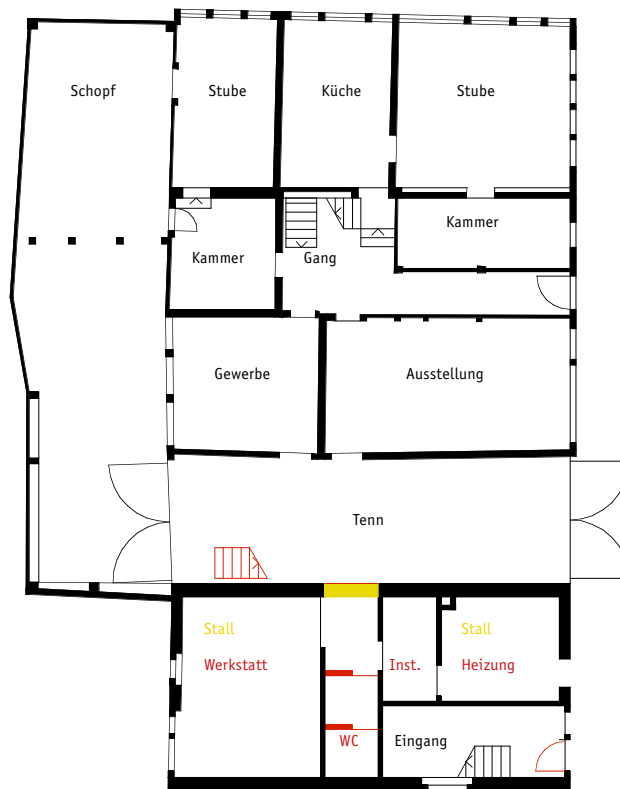 Schopf
Stube
Küche
Stube
Kammer
Kammer
Gang
Gewerbe
Ausstellung
Tenn
Stall
Stall
Werkstatt
Inst.
Heizung
WC
Eingang